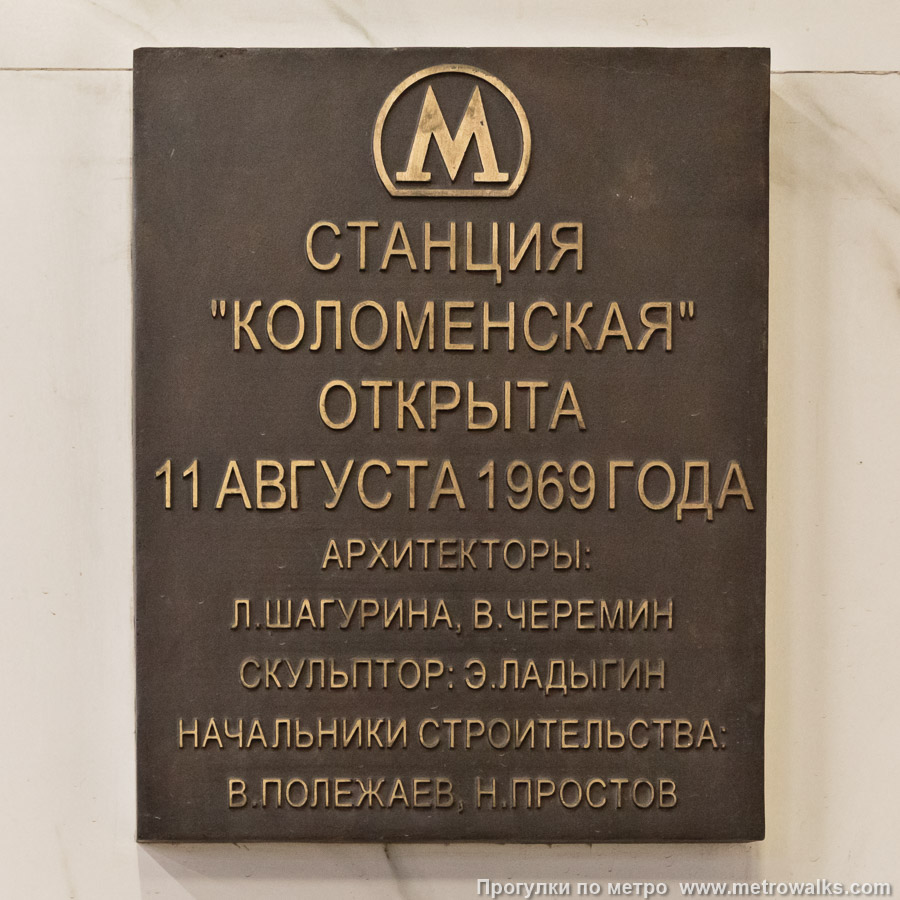 М
СТАНЦИЯ
"КОЛОМЕНСКАЯ"
ОТКРЫТА
11 АВГУСТА 1969 ГОДА
АРХИТЕКТОРЫ:
Л.ШАГУРИНА, В.ЧЕРЕМИН
СКУЛЬПТОР: Э.ЛАДЫГИН
НАЧАЛЬНИКИ СТРОИТЕЛЬСТВА:
В.ПОЛЕЖАЕВ, Н.ПРОСТОВ
Прогулки по метро www.metrowalks.com